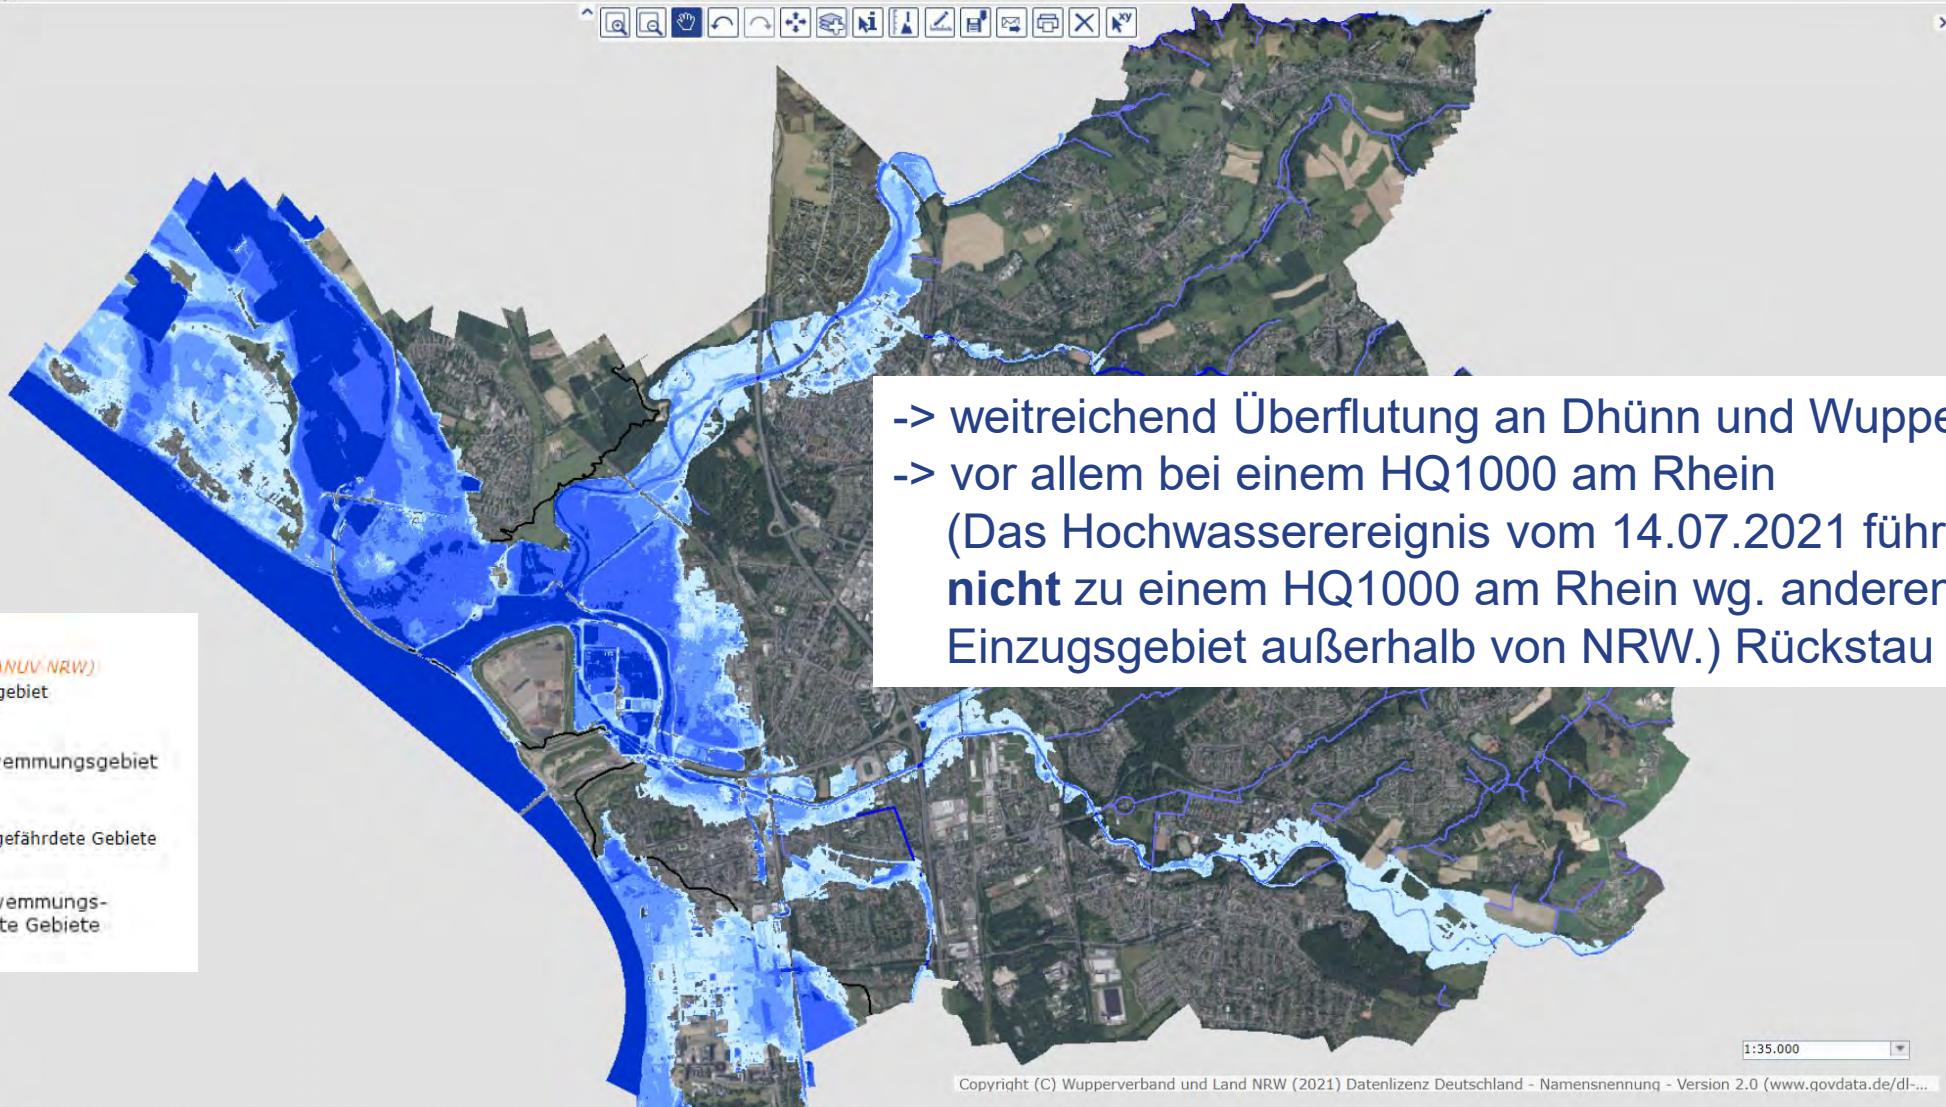 -> weitreichend Überflutung an Dhünn und Wuppe
-> vor allem bei einem HQ1000 am Rhein
(Das Hochwasserereignis vom 14.07.2021 führ
nicht zu einem HQ1000 am Rhein wg. anderer
Einzugsgebiet außerhalb von NRW.) Rückstau
ANUV NRW)
gebiet
emmungsgebiet
gefährdete Gebiete
emmungs-
te Gebiete
1:35.000
Copyright (C) Wupperverband und Land NRW (2021) Datenlizenz Deutschland - Namensnennung - Version 2.0 (www.govdata.de/dl-...